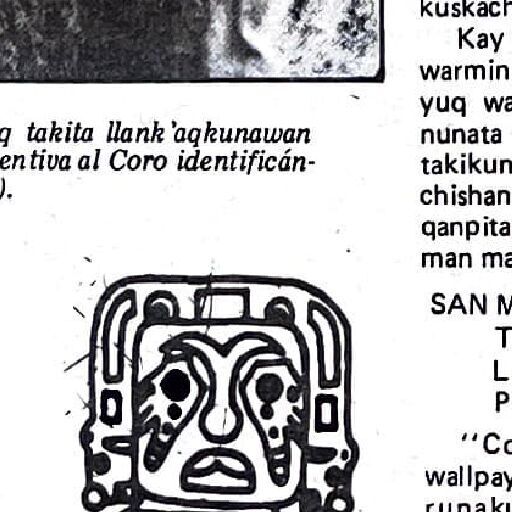 q takita llank'aqkunawan
entiva al Coro identificán-
).
kuskach
Kay
warmin
yuq wa
nunata
takikun
chishan
qanpita
man ma
SAN M
T
L
P
"Co
wallpay
runaku